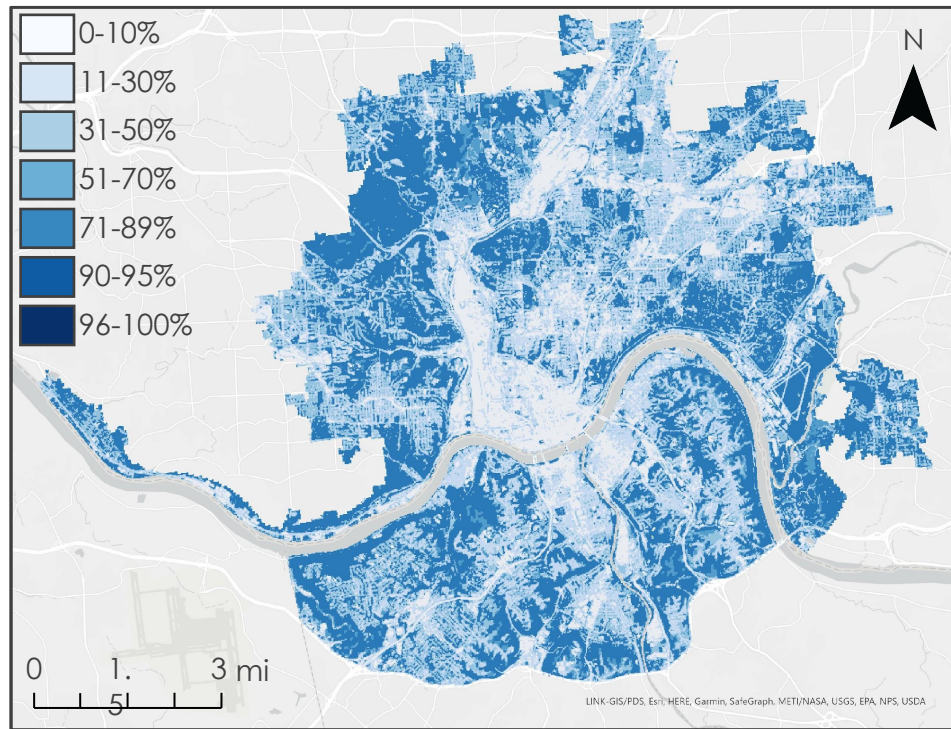 0-10%
11-30%
31-50%
51-70%
71-89%
90-95%
96-100%
N
0 1. 3 mi
5
LINK-GIS/PDS, Esri, HERE, Garmin, SafeGraph, METI/NASA, USGS, EPA, NPS, USDA